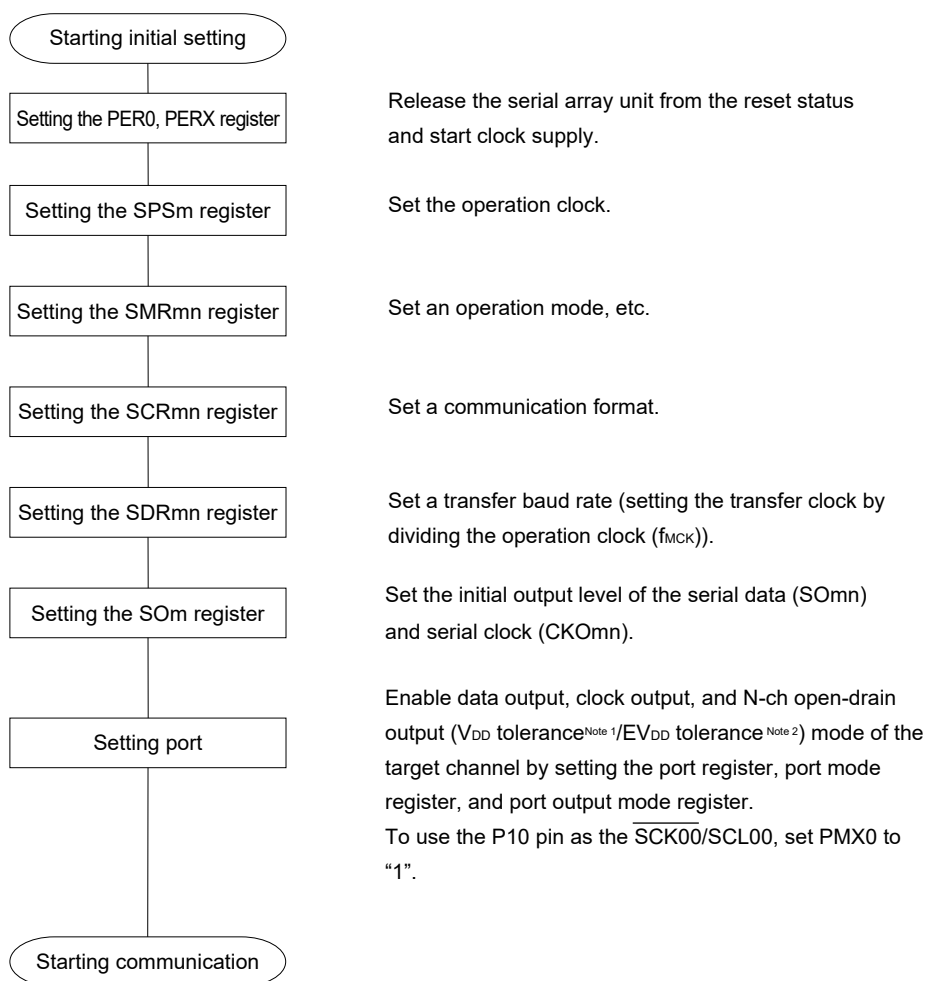 Starting initial setting
Setting the PER0, PERX register
Release the serial array unit from the reset status
and start clock supply.
Setting the SPSm register
Set the operation clock.
Setting the SMRmn register
Set an operation mode, etc.
Setting the SCRmn register
Set a communication format.
Setting the SDRmn register
Set a transfer baud rate (setting the transfer clock by
dividing the operation clock (fMCK)).
Setting the SOm register
Set the initial output level of the serial data (SOmn)
and serial clock (CKOmn).
Setting port
Enable data output, clock output, and N-ch open-drain
output (VDD tolerance Note 1/EVDD tolerance Note 2) mode of the
target channel by setting the port register, port mode
register, and port output mode register.
To use the P10 pin as the SCK00/SCL00, set PMX0 to
“1”.
Starting communication